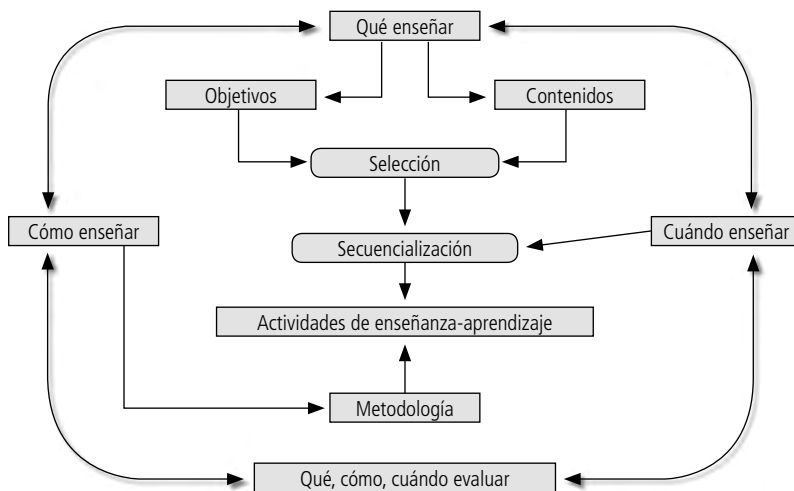 Qué enseñar
Objetivos
Contenidos
Selección
Cómo enseñar
Secuencialización
Cuándo enseñar
Actividades de enseñanza-aprendizaje
Metodología
Qué, cómo, cuándo evaluar